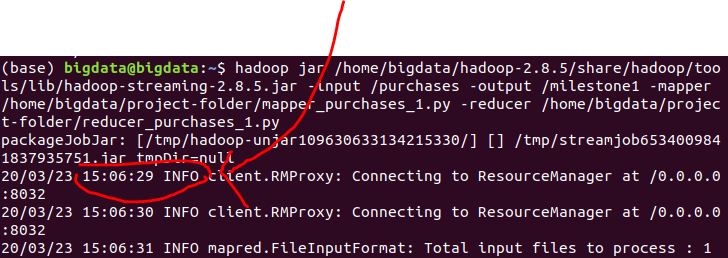 (base) bigdata@bigdata:~$ hadoop jar /home/bigdata/hadoop-2.8.5/share/hadoop/too
ls/lib/hadoop-streaming-2.8.5.jar -input /purchases -output /milestone1 -mapper
/home/bigdata/project-folder/mapper_purchases_1.py -reducer /home/bigdata/projec
t-folder/reducer_purchases_1.py
packageJobJar: [/tmp/hadoop-unjar109630633134215330/] [] /tmp/streamjob653400984
1837935751.jar tmpDir=null
20/03/23 15:06:29 INFO client.RMProxy: Connecting to ResourceManager at /0.0.0.0
:8032
20/03/23 15:06:30 INFO client.RMProxy: Connecting to ResourceManager at /0.0.0.0
:8032
20/03/23 15:06:31 INFO mapred.FileInputFormat: Total input files to process : 1